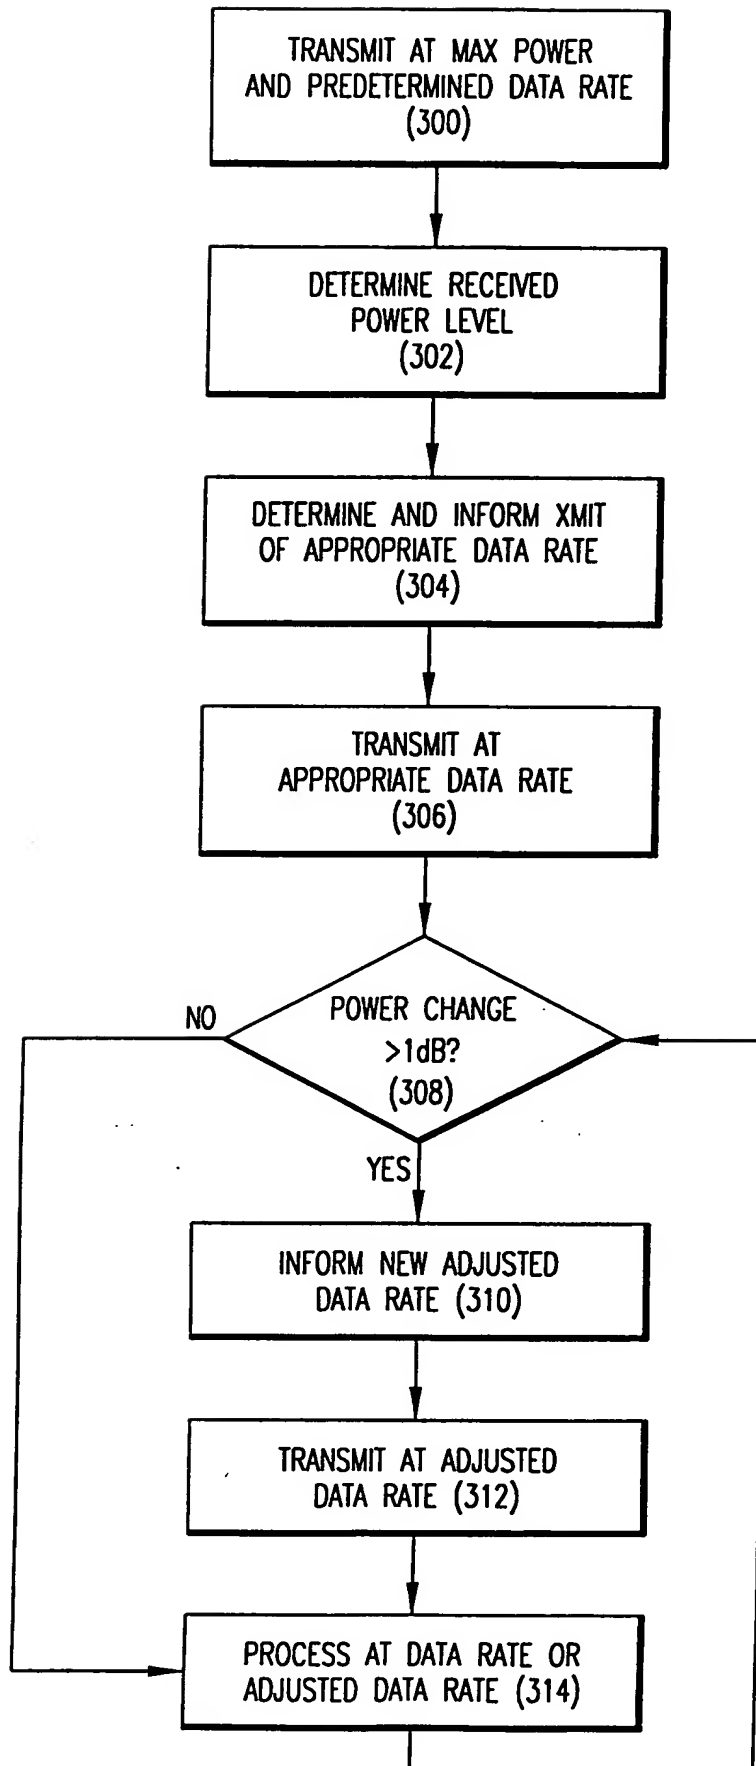 TRANSMIT AT MAX POWER
AND PREDETERMINED DATA RATE
(300)
DETERMINE RECEIVED
POWER LEVEL
(302)
DETERMINE AND INFORM XMIT
OF APPROPRIATE DATA RATE
(304)
TRANSMIT AT
APPROPRIATE DATA RATE
(306)
NO
POWER CHANGE
>1dB?
(308)
YES
INFORM NEW ADJUSTED
DATA RATE (310)
TRANSMIT AT ADJUSTED
DATA RATE (312)
PROCESS AT DATA RATE OR
ADJUSTED DATA RATE (314)